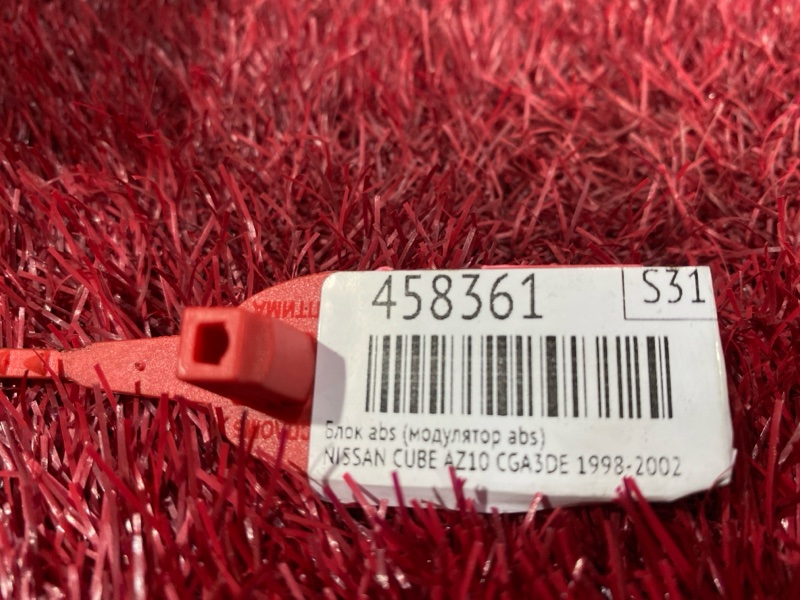 458361
S31
Блок abs (модулятор abs)
NISSAN CUBE AZ10 CGA3DE 1998-2002